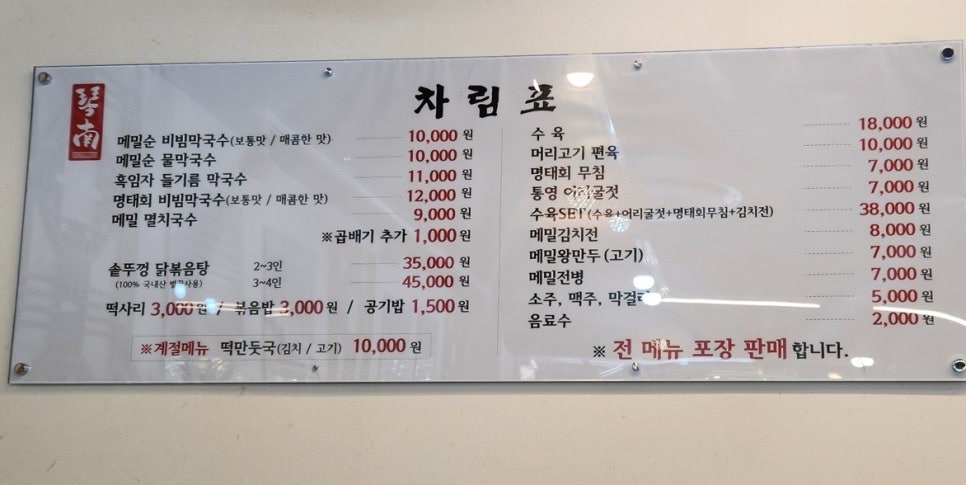 琴南
차림표
메밀순 비빔막국수(보통맛 / 매콤한 맛) 10,000 원
메밀순 물막국수 10,000 원
흑임자 들기름 막국수 11,000 원
명태회 비빔막국수(보통맛 / 매콤한 맛) 12,000 원
메밀 멸치국수 9,000 원
※곱배기 추가 1,000 원
솥뚜껑 닭볶음탕 2~3인 35,000 원
(100% 국내산 사용) 3~4인 45,000 원
떡사리 3,000 원 / 볶음밥 3,000 원 / 공기밥 1,500 원
※계절메뉴 떡만둣국(김치 / 고기) 10,000 원
수 육 18,000 원
머리고기 편육 10,000 원
명태회 무침 7,000 원
통영 어리굴젓 7,000 원
수육SET(수육+어리굴젓+명태회무침+김치전) 38,000 원
메밀김치전 8,000 원
메밀왕만두(고기) 7,000 원
메밀전병 7,000 원
소주, 맥주, 막걸리 5,000 원
음료수 2,000 원
※ 전 메뉴 포장 판매 합니다.